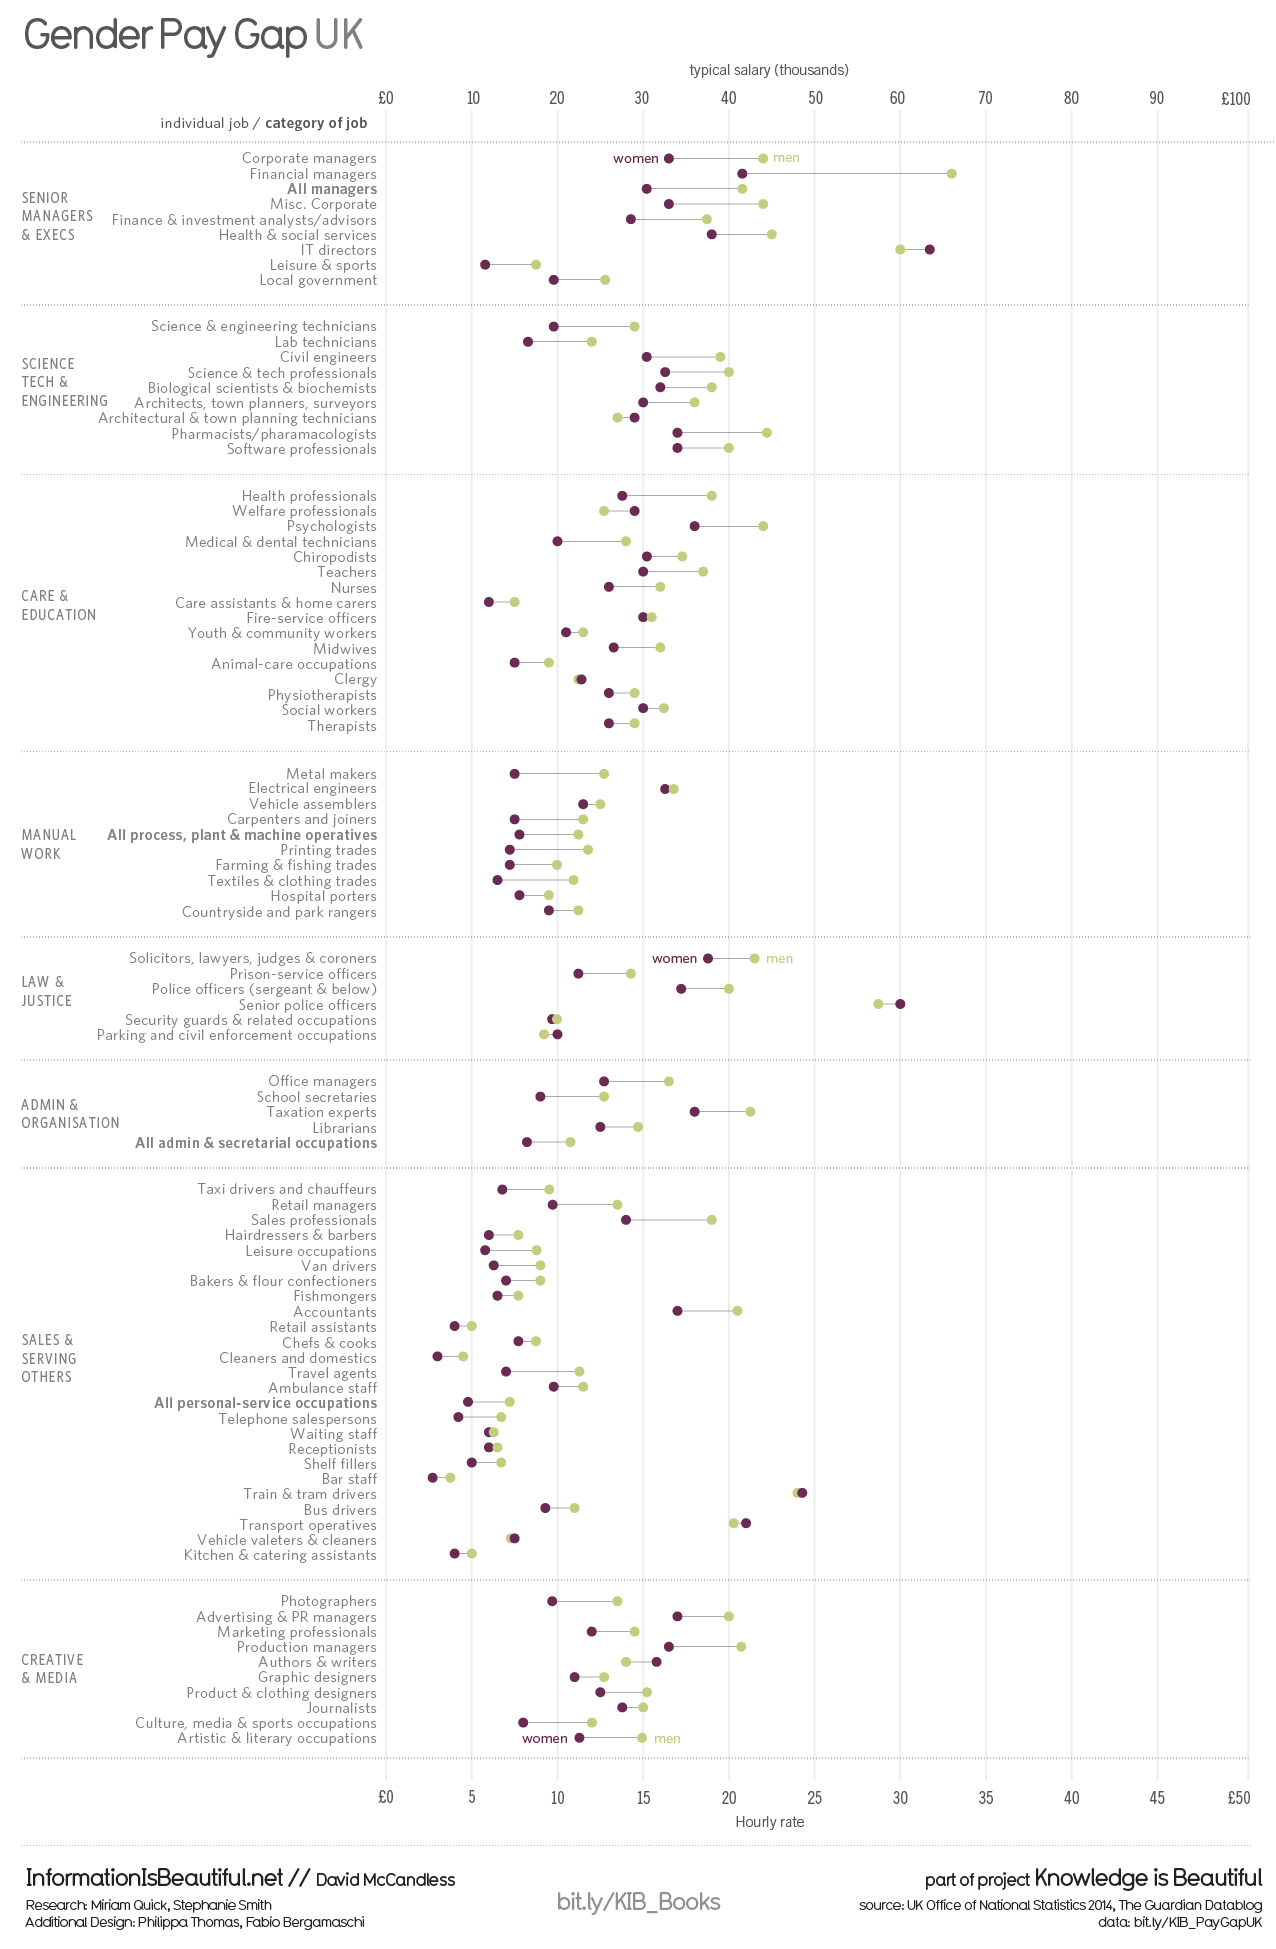 Gender Pay Gap UK
typical salary (thousands)
£0 10 20 30 40 50 60 70 80 90 £100
individual job / category of job
SENIOR
MANAGERS
& EXECS
Corporate managers women men
Financial managers
All managers
Misc. Corporate
Finance & investment analysts/advisors
Health & social services
IT directors
Leisure & sports
Local government
SCIENCE
TECH &
ENGINEERING
Science & engineering technicians
Lab technicians
Civil engineers
Science & tech professionals
Biological scientists & biochemists
Architects, town planners, surveyors
Architectural & town planning technicians
Pharmacists/pharamacologists
Software professionals
CARE &
EDUCATION
Health professionals
Welfare professionals
Psychologists
Medical & dental technicians
Chiropodists
Teachers
Nurses
Care assistants & home carers
Fire-service officers
Youth & community workers
Midwives
Animal-care occupations
Clergy
Physiotherapists
Social workers
Therapists
MANUAL
WORK
Metal makers
Electrical engineers
Vehicle assemblers
Carpenters and joiners
All process, plant & machine operatives
Printing trades
Farming & fishing trades
Textiles & clothing trades
Hospital porters
Countryside and park rangers
LAW &
JUSTICE
Solicitors, lawyers, judges & coroners women men
Prison-service officers
Police officers (sergeant & below)
Senior police officers
Security guards & related occupations
Parking and civil enforcement occupations
ADMIN &
ORGANISATION
Office managers
School secretaries
Taxation experts
Librarians
All admin & secretarial occupations
SALES &
SERVING
OTHERS
Taxi drivers and chauffeurs
Retail managers
Sales professionals
Hairdressers & barbers
Leisure occupations
Van drivers
Bakers & flour confectioners
Fishmongers
Accountants
Retail assistants
Chefs & cooks
Cleaners and domestics
Travel agents
Ambulance staff
All personal-service occupations
Telephone salespersons
Waiting staff
Receptionists
Shelf fillers
Bar staff
Train & tram drivers
Bus drivers
Transport operatives
Vehicle valeters & cleaners
Kitchen & catering assistants
CREATIVE
& MEDIA
Photographers
Advertising & PR managers
Marketing professionals
Production managers
Authors & writers
Graphic designers
Product & clothing designers
Journalists
Culture, media & sports occupations
Artistic & literary occupations women men
£0 5 10 15 20 25 30 35 40 45 £50
Hourly rate
InformationIsBeautiful.net // David McCandless
Research: Miriam Quick, Stephanie Smith
Additional Design: Philippa Thomas, Fabio Bergamaschi
bit.ly/KIB_Books
part of project Knowledge is Beautiful
source: UK Office of National Statistics 2014, The Guardian Datablog
data: bit.ly/KIB_PayGapUK